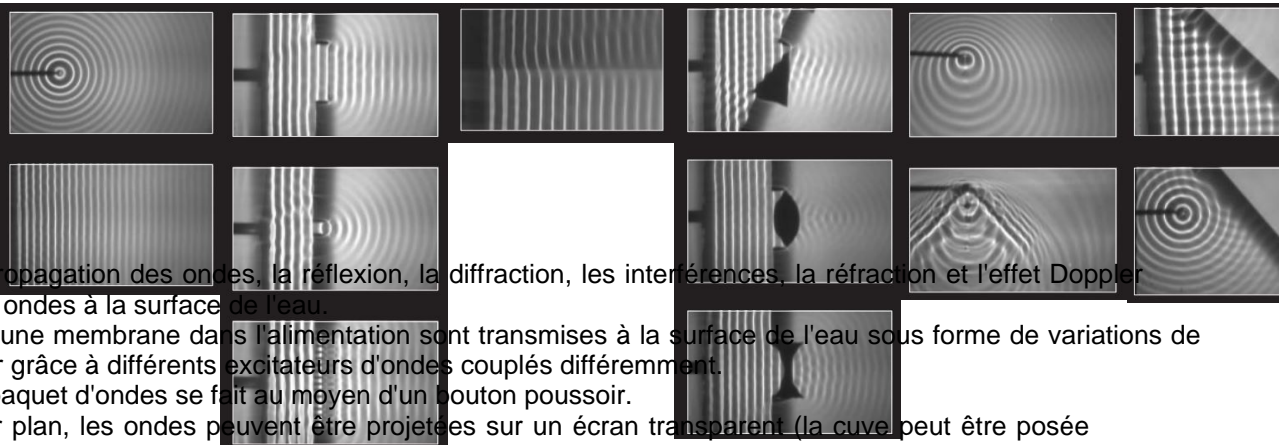 ropagation des ondes, la réflexion, la diffraction, les interférences, la réfraction et l'effet Doppler
ondes à la surface de l'eau.
une membrane dans l'alimentation sont transmises à la surface de l'eau sous forme de variations de
r grâce à différents excitateurs d'ondes couplés différemment.
aquet d'ondes se fait au moyen d'un bouton poussoir.
r plan, les ondes peuvent être projetées sur un écran transparent (la cuve peut être posée